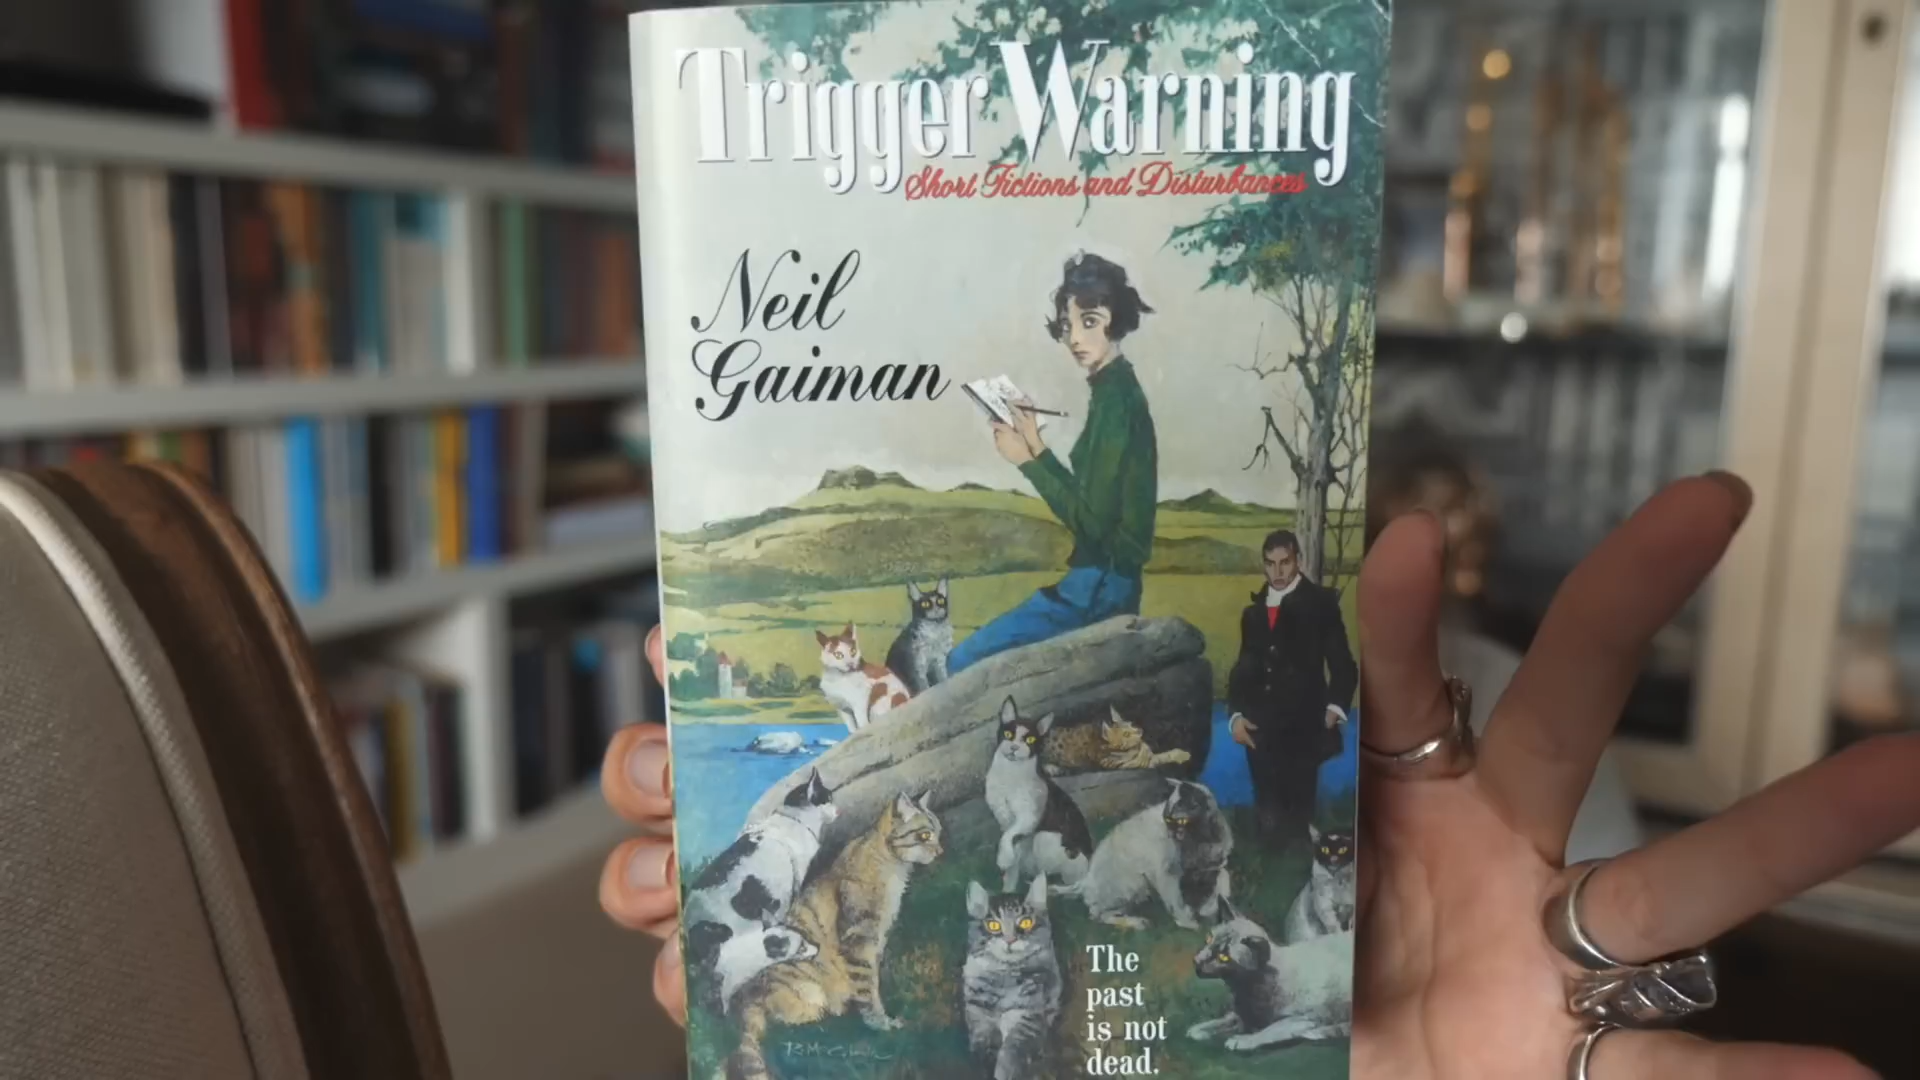 Trigger Warning
Short Fictions and Disturbances
Neil
Gaiman
The
past
is not
dead.